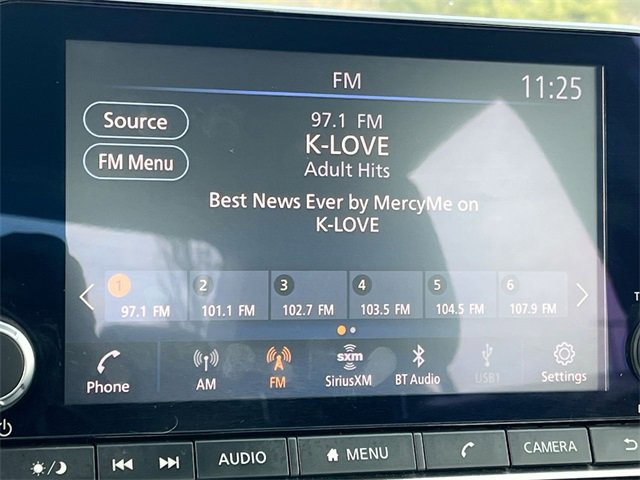 FM
11:25
Source
97.1 FM
K-LOVE
FM Menu
Adult Hits
Best News Ever by MercyMe on
K-LOVE
1 2 3 4 5 6
97.1 FM 101.1 FM 102.7 FM 103.5 FM 104.5 FM 107.9 FM
sxm
Phone AM FM SiriusXM BT Audio USB1 Settings
AUDIO MENU CAMERA